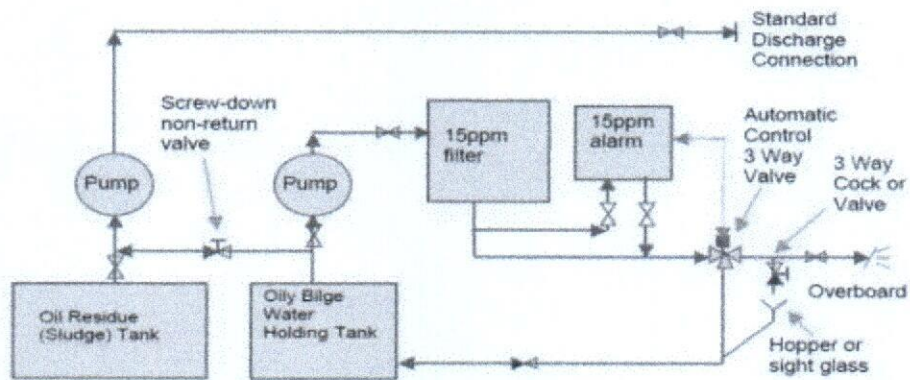 Standard
Discharge
Connection
Screw-down
non-return
valve
15ppm
filter
15ppm
alarm
Automatic
Control
3 Way
Valve
3 Way
Cock or
Valve
Pump
Pump
Oil Residue
(Sludge) Tank
Oily Bilge
Water
Holding Tank
Overboard
Hopper or
sight glass